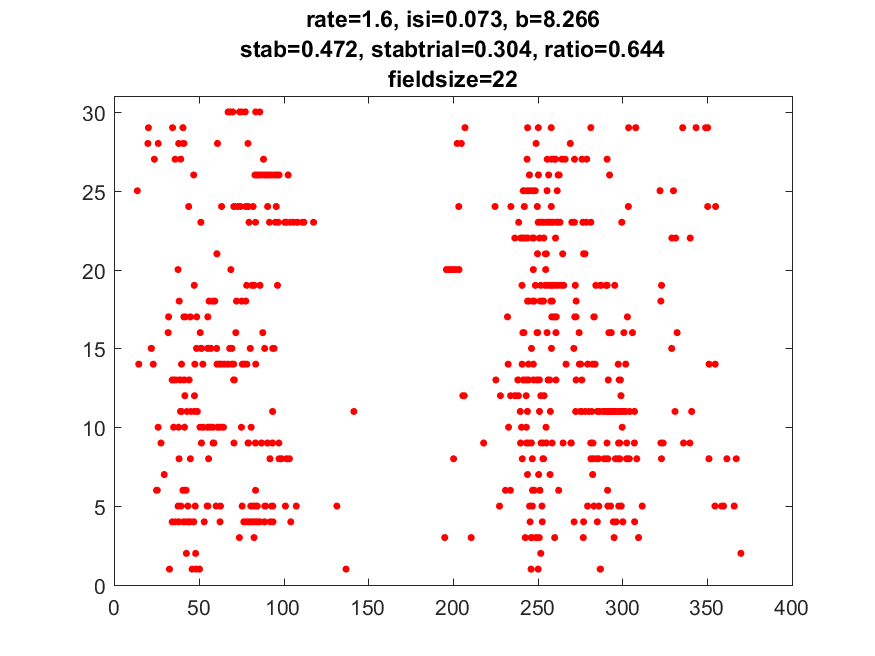 rate=1.6, isi=0.073, b=8.266
stab=0.472, stabtrial=0.304, ratio=0.644
fieldsize=22
30
25
20
15
10
5
0
0 50 100 150 200 250 300 350 400